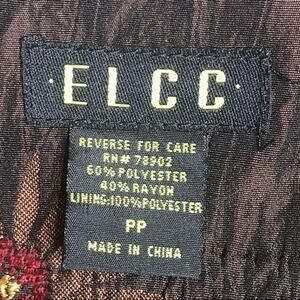 · ELCC ·
REVERSE FOR CARE
RN# 78902
60% POLYESTER
40% RAYON
LINING:100% POLYESTER
PP
MADE IN CHINA